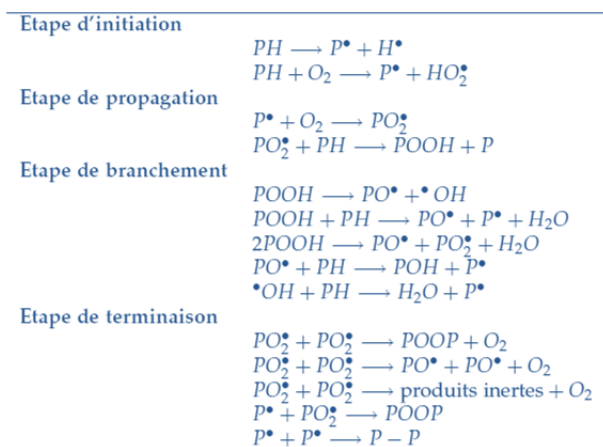 Etape d'initiation
PH ⟶ P• + H•
PH + O₂ ⟶ P• + HO₂•
Etape de propagation
P• + O₂ ⟶ PO₂•
PO₂• + PH ⟶ POOH + P
Etape de branchement
POOH ⟶ PO• +• OH
POOH + PH ⟶ PO• + P• + H₂O
2POOH ⟶ PO• + PO₂• + H₂O
PO• + PH ⟶ POH + P•
•OH + PH ⟶ H₂O + P•
Etape de terminaison
PO₂• + PO₂• ⟶ POOP + O₂
PO₂• + PO₂• ⟶ PO• + PO• + O₂
PO₂• + PO₂• ⟶ produits inertes + O₂
P• + PO₂• ⟶ POOP
P• + P• ⟶ P − P